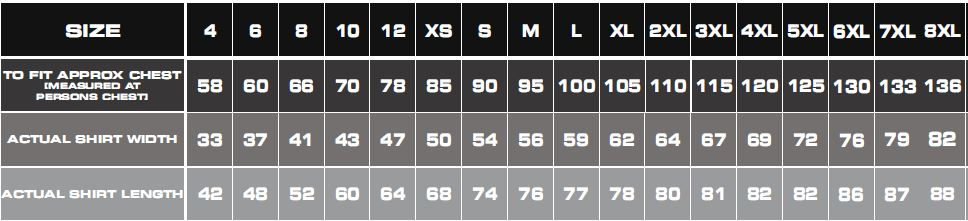 SIZE 4 6 8 10 12 XS S M L XL 2XL 3XL 4XL 5XL 6XL 7XL 8XL
TO FIT APPROX CHEST
(MEASURED AT
PERSONS CHEST) 58 60 66 70 78 85 90 95 100 105 110 115 120 125 130 133 136
ACTUAL SHIRT WIDTH 33 37 41 43 47 50 54 56 59 62 64 67 69 72 76 79 82
ACTUAL SHIRT LENGTH 42 48 52 60 64 68 74 76 77 78 80 81 82 82 86 87 88